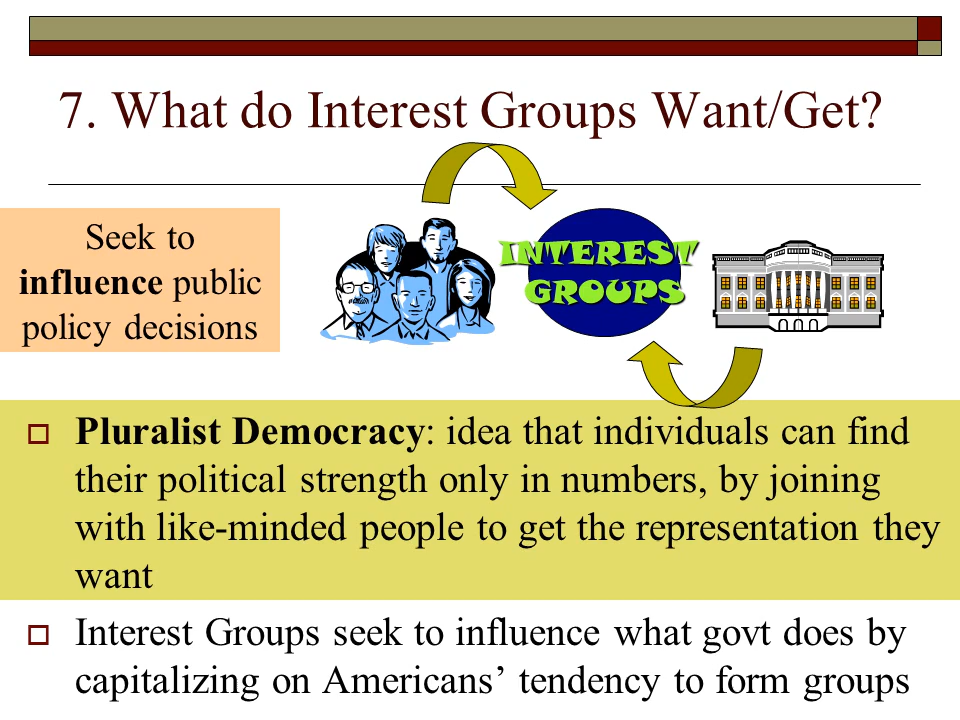 7. What do Interest Groups Want/Get?
Seek to
influence public
policy decisions
INTEREST
GROUPS
Pluralist Democracy: idea that individuals can find
their political strength only in numbers, by joining
with like-minded people to get the representation they
want
Interest Groups seek to influence what govt does by
capitalizing on Americans’ tendency to form groups